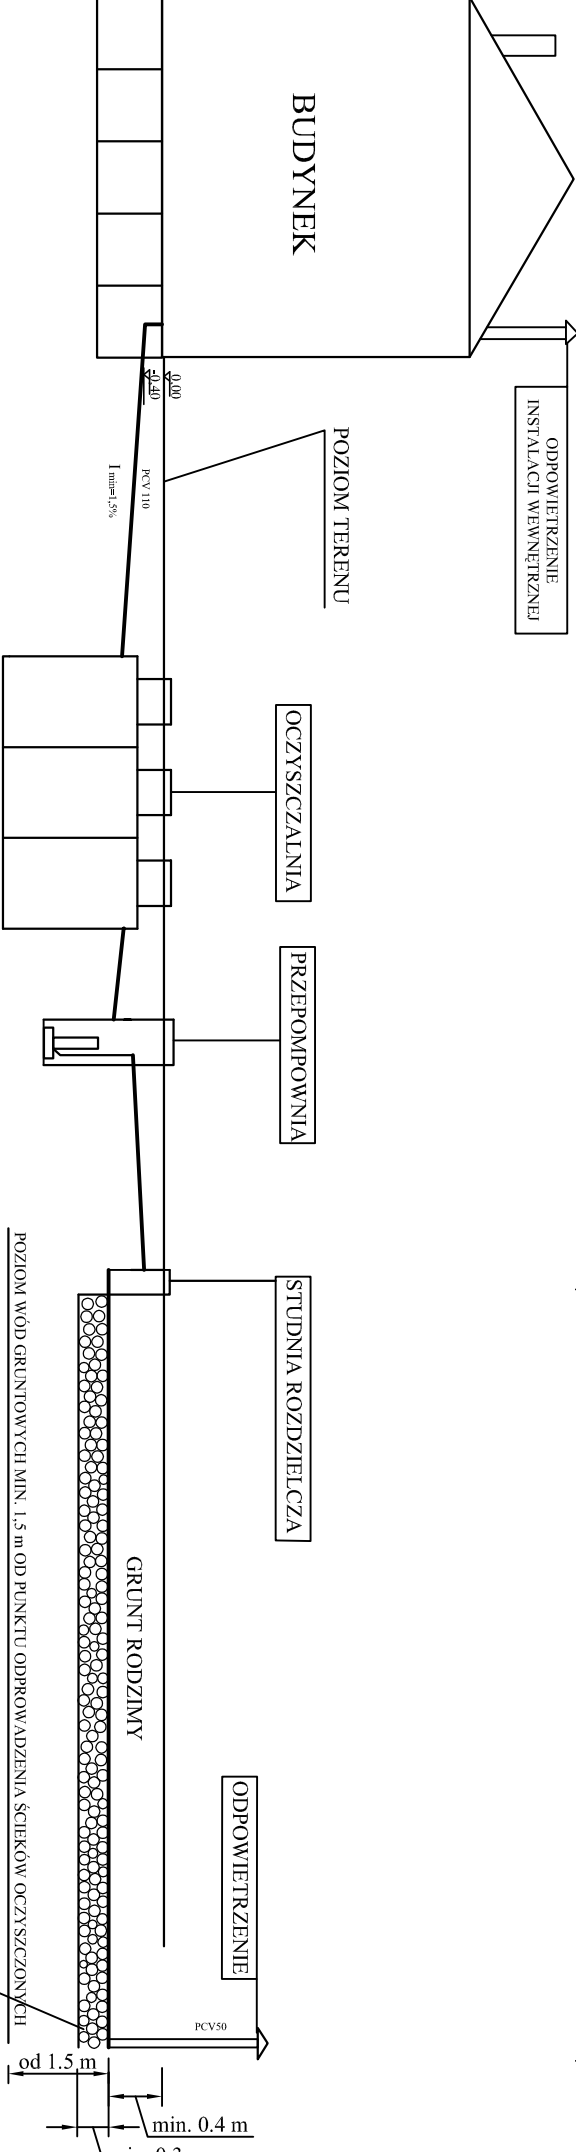 BUDYNEK
ODPOWIETRZENIE
INSTALACJI WEWNĘTRZNEJ
0.00
-0.40
POZIOM TERENU
PCV 110
I min=1,5%
OCZYSZCZALNIA
PRZEPOMPOWNIA
STUDNIA ROZDZIELCZA
GRUNT RODZIMY
ODPOWIETRZENIE
PCV50
POZIOM WÓD GRUNTOWYCH MIN. 1,5 m OD PUNKTU ODPROWADZENIA ŚCIEKÓW OCZYSZCZONYCH
od 1.5 m
min. 0.4 m